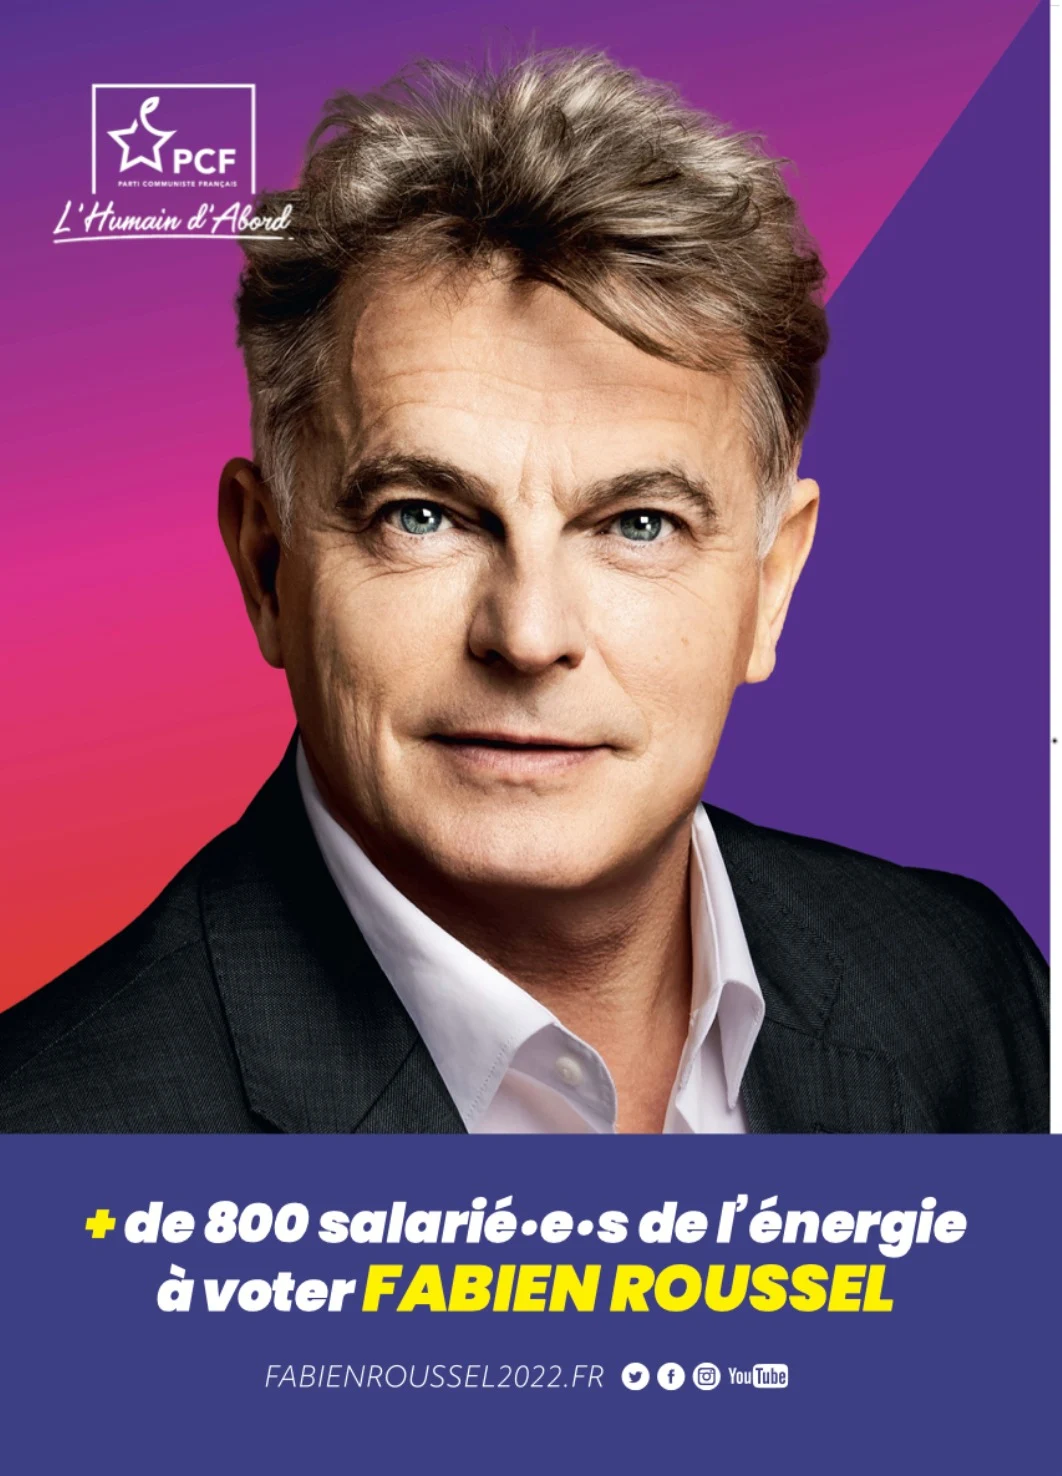 PCF
PARTI COMMUNISTE FRANÇAIS
L'Humain d'Abord
+ de 800 salarié•e•s de l'énergie
à voter FABIEN ROUSSEL
FABIENROUSSEL2022.FR f YouTube